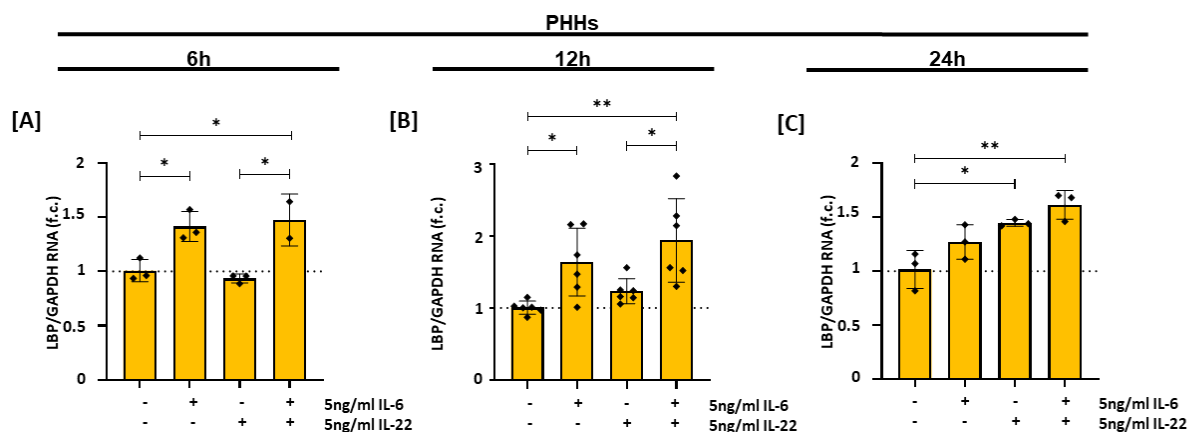 PHHs
6h 12h 24h
[A] [B] [C]
* * *
LBP/GAPDH RNA (f.c.)
2
1.5
1
0.5
0
- + - + 5ng/ml IL-6
- - + + 5ng/ml IL-22
** * *
LBP/GAPDH RNA (f.c.)
3
2
1
0
- + - + 5ng/ml IL-6
- - + + 5ng/ml IL-22
** *
LBP/GAPDH RNA (f.c.)
2
1.5
1
0.5
0
- + - + 5ng/ml IL-6
- - + + 5ng/ml IL-22